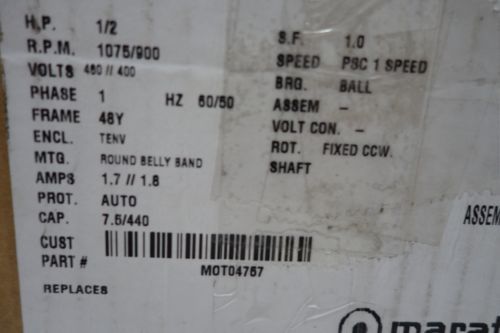 H.P. 1/2
R.P.M. 1075/900
VOLTS 460 // 400
PHASE 1 HZ 60/50
FRAME 48Y
ENCL. TENV
MTG. ROUND BELLY BAND
AMPS 1.7 // 1.8
PROT. AUTO
CAP. 7.5/440
CUST
PART #
MOT04757
REPLACES
S.F. 1.0
SPEED PSC 1 SPEED
BRG. BALL
ASSEM –
VOLT CON. –
ROT. FIXED CCW.
SHAFT
ASSEM
marat